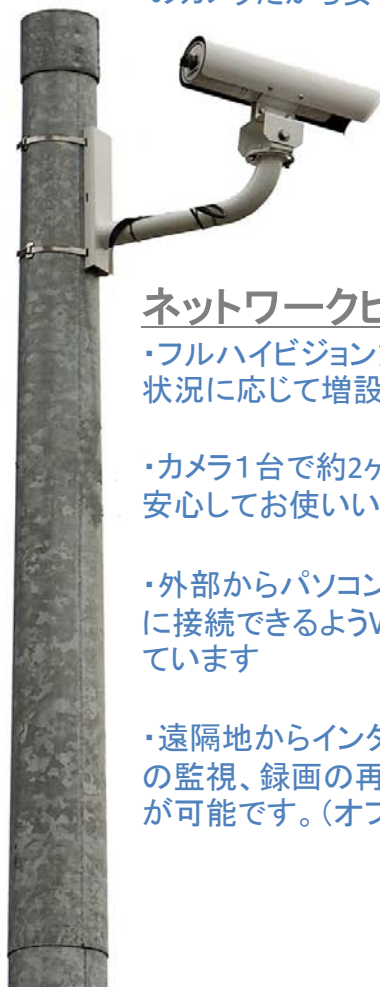 ネットワーク
・フルハイビジョン
状況に応じて増設
・カメラ1台で約2ヶ
安心してお使いい
・外部からパソコン
に接続できるようV
ています
・遠隔地からインタ
の監視、録画の再
が可能です。(オプ